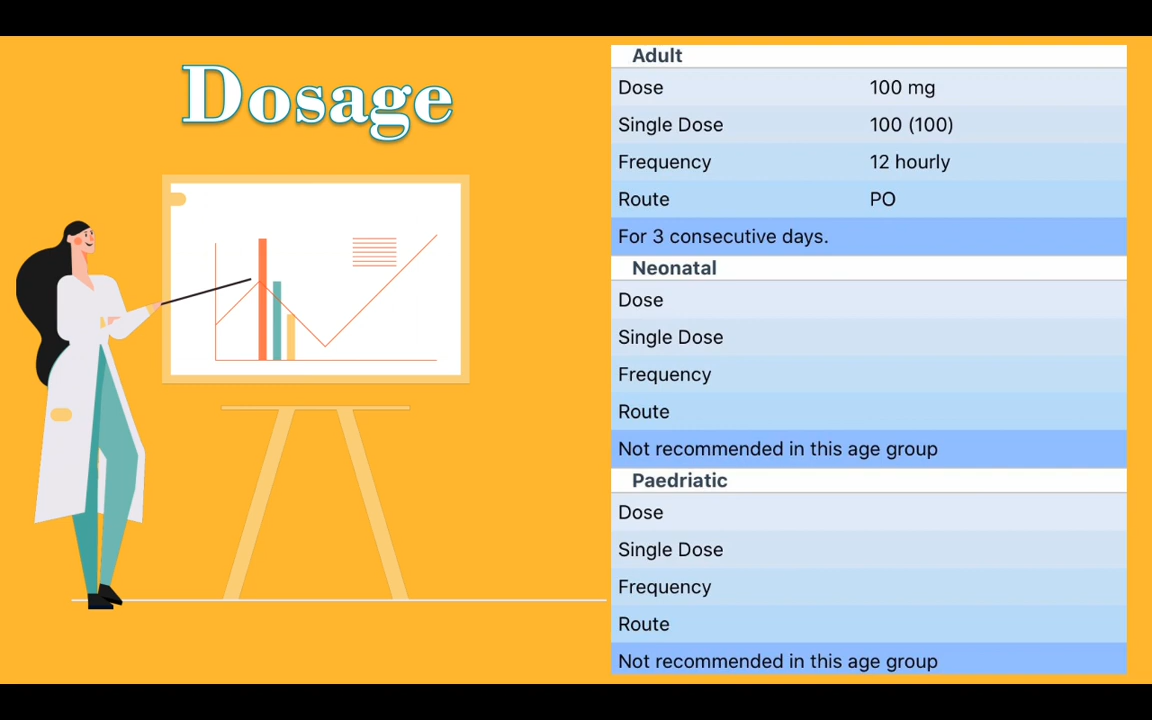 Dosage
Adult
Dose 100 mg
Single Dose 100 (100)
Frequency 12 hourly
Route PO
For 3 consecutive days.
Neonatal
Dose
Single Dose
Frequency
Route
Not recommended in this age group
Paedriatic
Dose
Single Dose
Frequency
Route
Not recommended in this age group